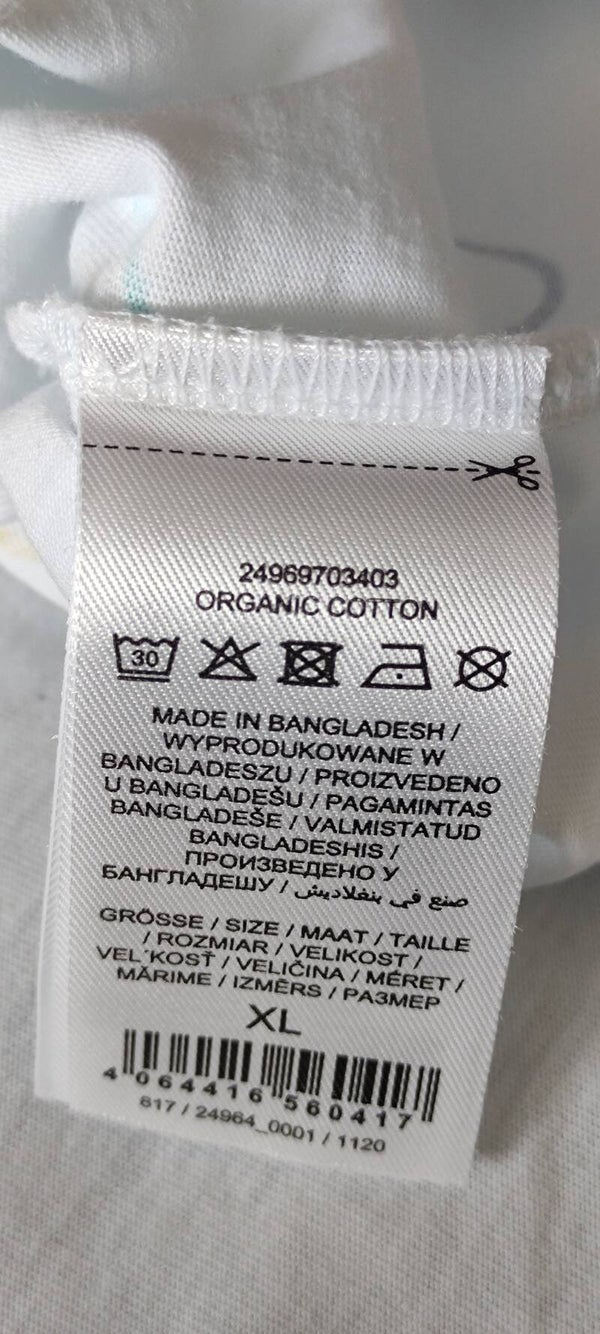 24969703403
ORGANIC COTTON
30
MADE IN BANGLADESH /
WYPRODUKOWANE W
BANGLADESZU / PROIZVEDENO
U BANGLADEŠU / PAGAMINTAS
BANGLADEŠE / VALMISTATUD
BANGLADESHIS /
ПРОИЗВЕДЕНО У
БАНГЛАДЕШУ / صنع في بنغلاديش
GRÖSSE / SIZE / MAAT / TAILLE
/ ROZMIAR / VELIKOST /
VEL´KOSŤ / VELIČINA / MÉRET /
MĂRIME / IZMĒRS / РАЗМЕР
XL
4 064416 560417
817 / 24964_0001 / 1120